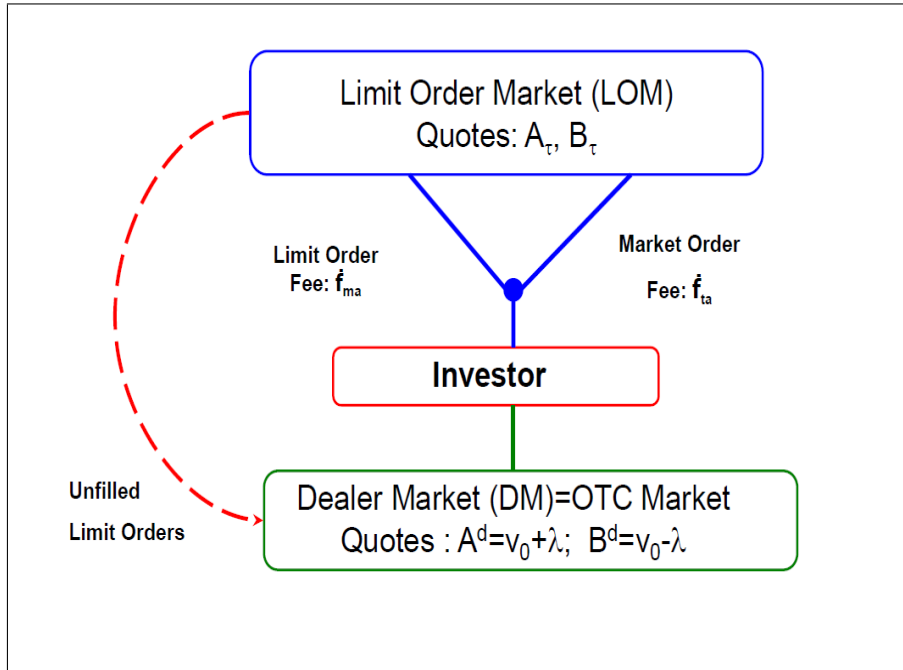 Limit Order Market (LOM)
Quotes: Aτ, Bτ
Limit Order
Fee: ḟma
Market Order
Fee: ḟta
Investor
Unfilled
Limit Orders
Dealer Market (DM)=OTC Market
Quotes : Aᵈ=v₀+λ; Bᵈ=v₀-λ